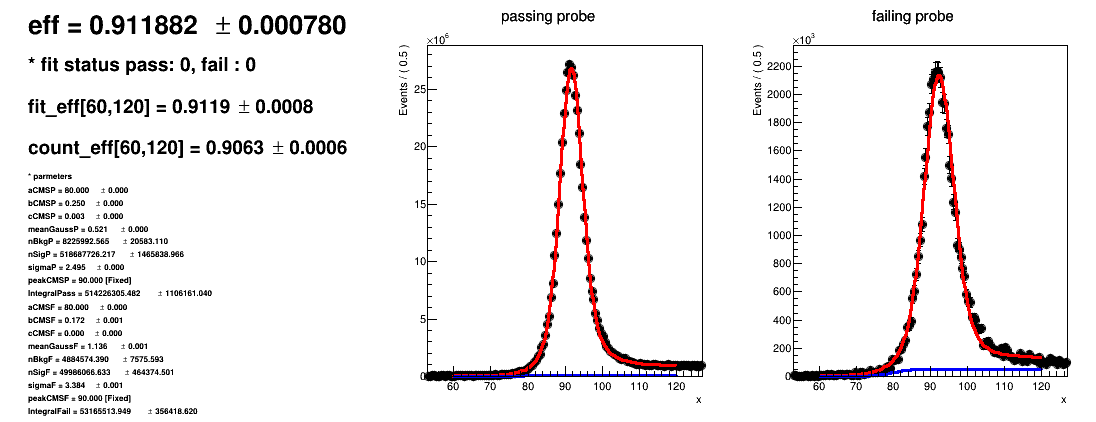 eff = 0.911882 ± 0.000780
* fit status pass: 0, fail : 0
fit_eff[60,120] = 0.9119 ± 0.0008
count_eff[60,120] = 0.9063 ± 0.0006
* parmeters
aCMSP = 80.000 ± 0.000
bCMSP = 0.250 ± 0.000
cCMSP = 0.003 ± 0.000
meanGaussP = 0.521 ± 0.000
nBkgP = 8225992.565 ± 20583.110
nSigP = 518687726.217 ± 1465838.966
sigmaP = 2.495 ± 0.000
peakCMSP = 90.000 [Fixed]
IntegralPass = 514226305.482 ± 1106161.040
aCMSF = 80.000 ± 0.000
bCMSF = 0.172 ± 0.001
cCMSF = 0.000 ± 0.000
meanGaussF = 1.136 ± 0.001
nBkgF = 4884574.390 ± 7575.593
nSigF = 49986066.633 ± 464374.501
sigmaF = 3.384 ± 0.001
peakCMSF = 90.000 [Fixed]
IntegralFail = 53165513.949 ± 356418.620
passing probe
×10⁶
Events / ( 0.5 )
25
20
15
10
5
0
60 70 80 90 100 110 120
x
failing probe
×10³
Events / ( 0.5 )
2200
2000
1800
1600
1400
1200
1000
800
600
400
200
0
60 70 80 90 100 110 120
x